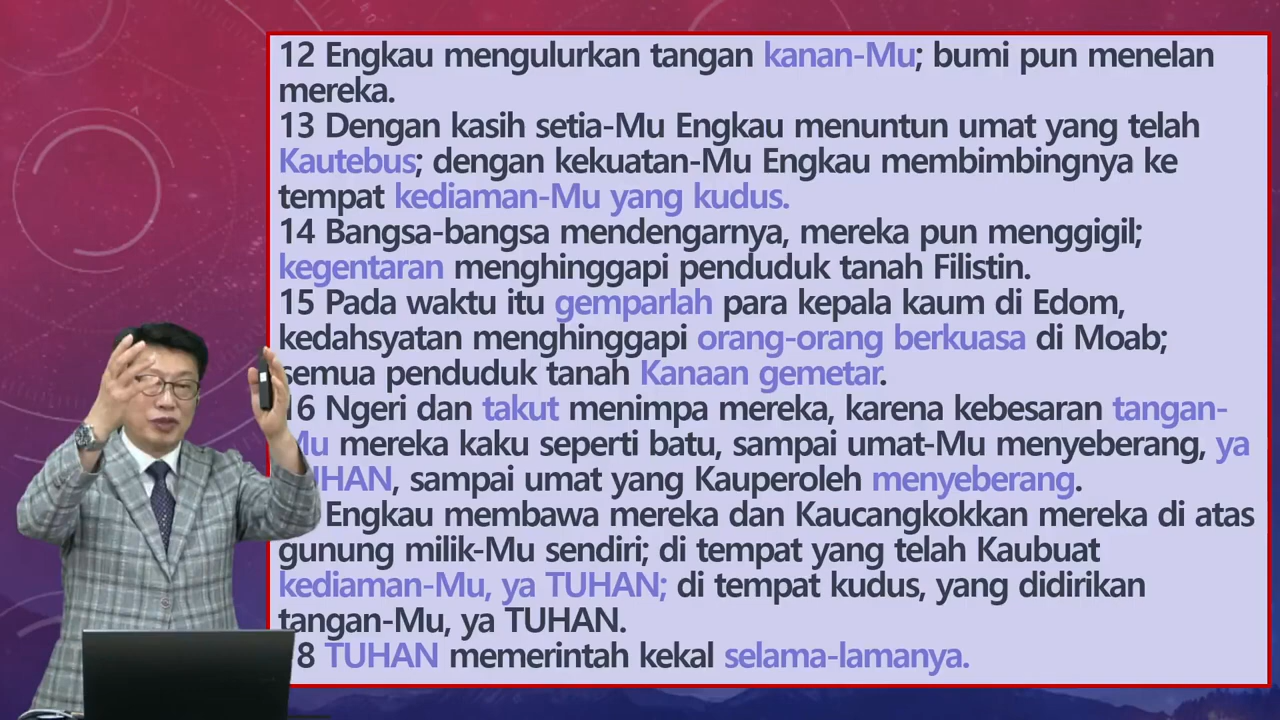 12 Engkau mengulurkan tangan kanan-Mu; bumi pun menelan
mereka.
13 Dengan kasih setia-Mu Engkau menuntun umat yang telah
Kautebus; dengan kekuatan-Mu Engkau membimbingnya ke
tempat kediaman-Mu yang kudus.
14 Bangsa-bangsa mendengarnya, mereka pun menggigil;
kegentaran menghinggapi penduduk tanah Filistin.
15 Pada waktu itu gemparlah para kepala kaum di Edom,
kedahsyatan menghinggapi orang-orang berkuasa di Moab;
semua penduduk tanah Kanaan gemetar.
16 Ngeri dan takut menimpa mereka, karena kebesaran tangan-
Mu mereka kaku seperti batu, sampai umat-Mu menyeberang, ya
TUHAN, sampai umat yang Kauperoleh menyeberang.
Engkau membawa mereka dan Kaucangkokkan mereka di atas
gunung milik-Mu sendiri; di tempat yang telah Kaubuat
kediaman-Mu, ya TUHAN; di tempat kudus, yang didirikan
tangan-Mu, ya TUHAN.
18 TUHAN memerintah kekal selama-lamanya.